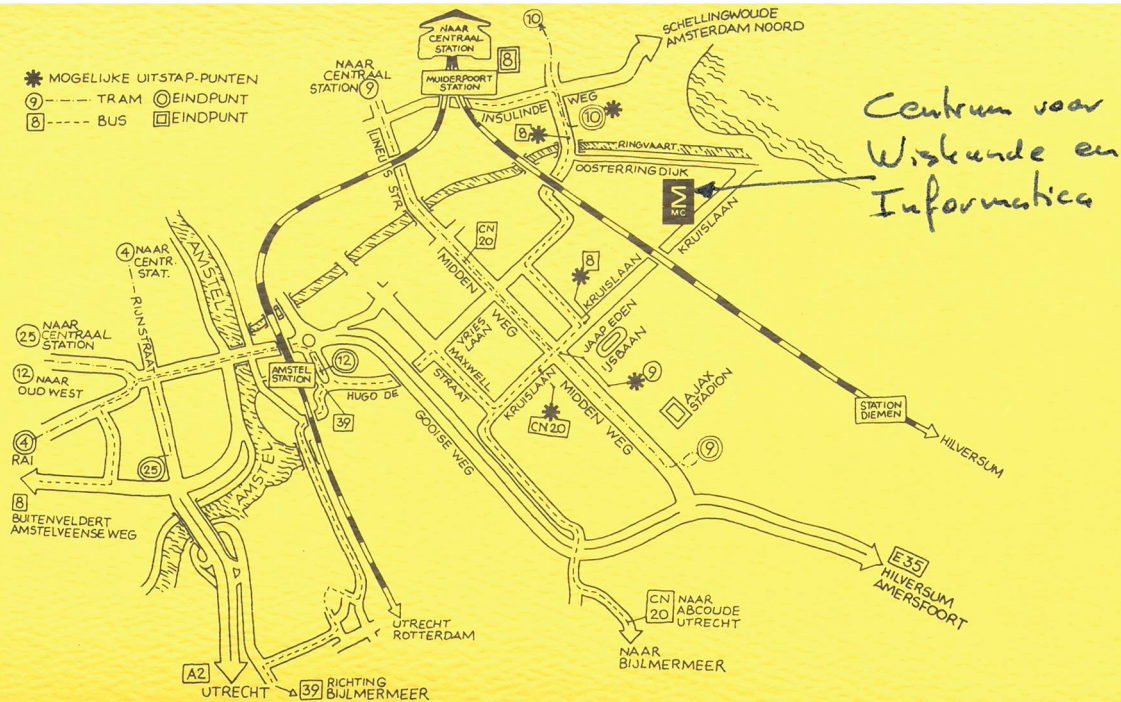 NAAR
CENTRAAL
STATION
8
MUIDERPOORT
STATION
10
SCHELLINGWOUDE
AMSTERDAM NOORD
NAAR
CENTRAAL
STATION 9
MOGELIJKE UITSTAP-PUNTEN
9 TRAM EINDPUNT
8 BUS EINDPUNT
INSULINDE WEG
8
10
RINGVAART
OOSTERRINGDIJK
Centrum voor
Wiskunde en
Informatica
MC
KRUISLAAN
LINEUS STR
CN
20
MIDDEN
WEG
8
KRUISLAAN
4 NAAR
CENTR.
STAT.
AMSTEL
RIJNSTRAAT
25 NAAR
CENTRAAL
STATION
12 NAAR
OUD WEST
4
RAI
25
8
BUITENVELDERT
AMSTELVEENSEWEG
AMSTEL
STATION
12
HUGO DE
VRIES
LAAN
MAXWELL
STRAAT
39
GOOISE WEG
AMSTEL
KRUISLAAN
CN 20
JAAP EDEN
IJSBAAN
9
AJAX
STADION
MIDDEN WEG
9
STATION
DIEMEN
HILVERSUM
E35
HILVERSUM
AMERSFOORT
CN
20
NAAR
ABCOUDE
UTRECHT
NAAR
BIJLMERMEER
UTRECHT
ROTTERDAM
A2
UTRECHT
39 RICHTING
BIJLMERMEER